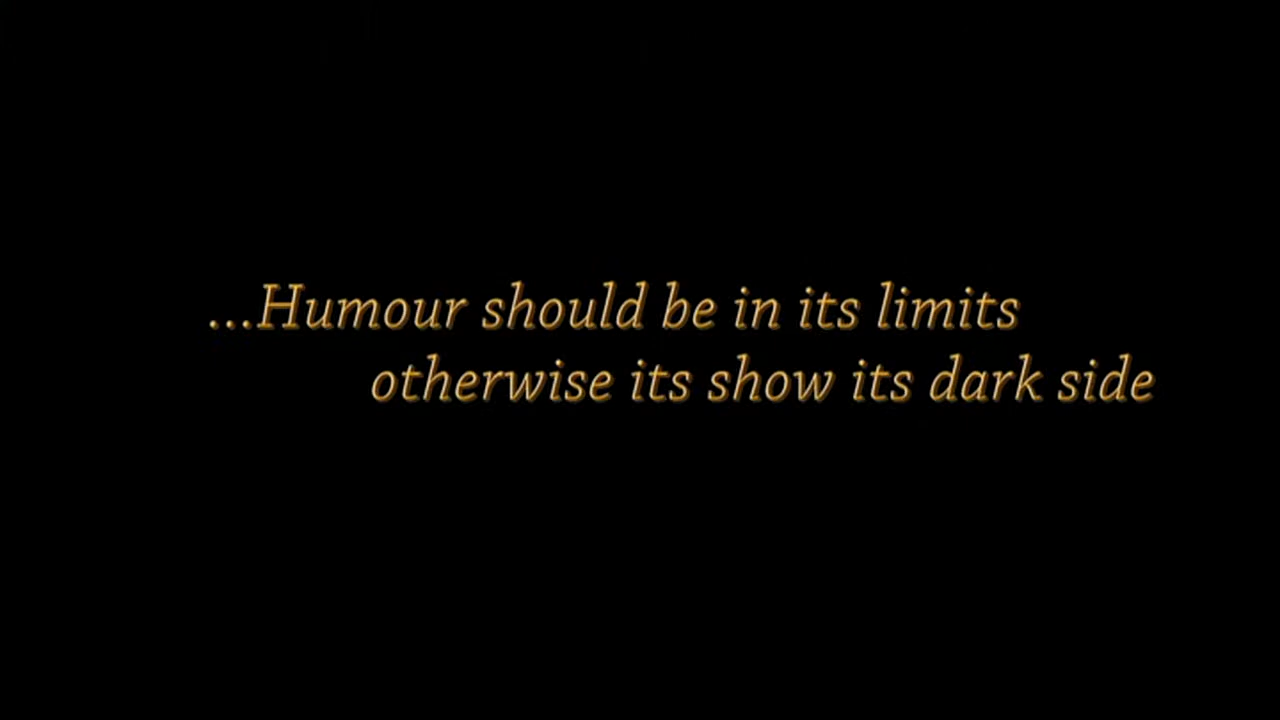 ...Humour should be in its limits
otherwise its show its dark side